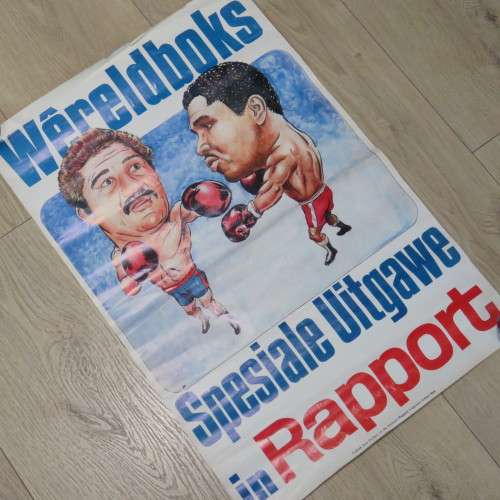 Wêreldboks
Spesiale Uitgawe
in Rapport